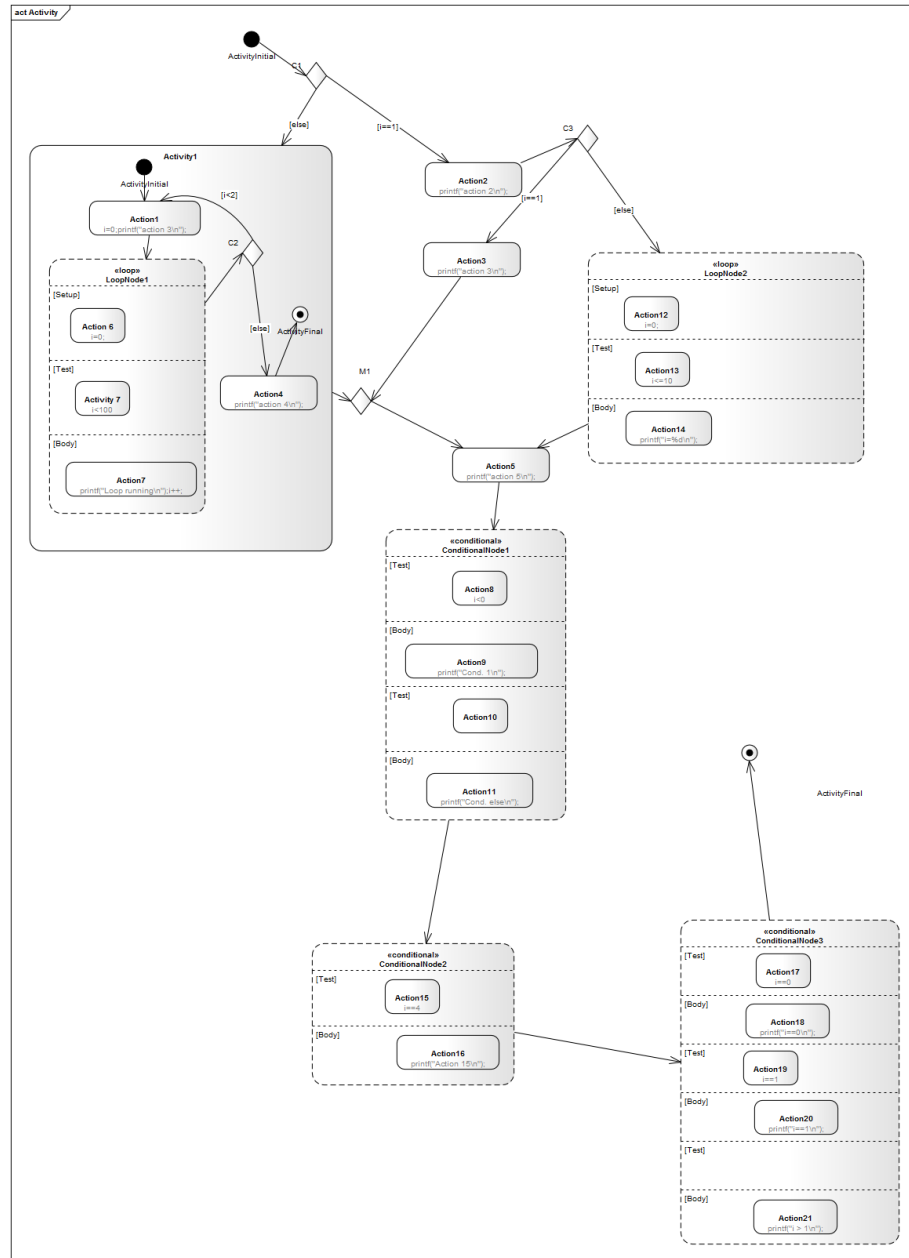 act Activity
ActivityInitial
C1
[else]
[i==1]
C3
Activity1
ActivityInitial
[i<2]
Action2
printf("action 2\n");
[i==1]
[else]
Action1
i=0;printf("action 3\n");
C2
Action3
printf("action 3\n");
«loop»
LoopNode1
[Setup]
Action 6
i=0;
[Test]
Activity 7
i<100
[Body]
Action7
printf("Loop running\n");i++;
[else]
ActivityFinal
Action4
printf("action 4\n");
M1
«loop»
LoopNode2
[Setup]
Action12
i=0;
[Test]
Action13
i<=10
[Body]
Action14
printf("i=%d\n");
Action5
printf("action 5\n");
«conditional»
ConditionalNode1
[Test]
Action8
i<0
[Body]
Action9
printf("Cond. 1\n");
[Test]
Action10
[Body]
Action11
printf("Cond. else\n");
ActivityFinal
«conditional»
ConditionalNode2
[Test]
Action15
i==4
[Body]
Action16
printf("Action 15\n");
«conditional»
ConditionalNode3
[Test]
Action17
i==0
[Body]
Action18
printf("i==0\n");
[Test]
Action19
i==1
[Body]
Action20
printf("i==1\n");
[Test]
[Body]
Action21
printf("i > 1\n");